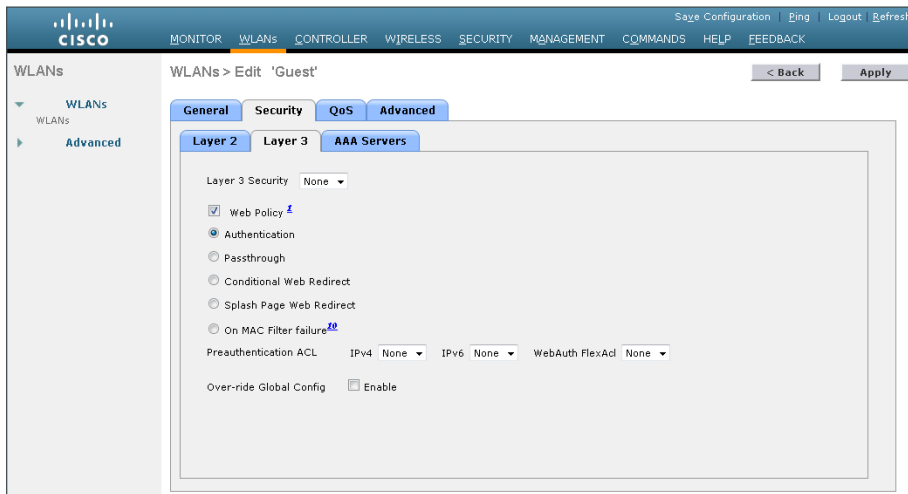 Save Configuration | Ping | Logout | Refresh
CISCO MONITOR WLANs CONTROLLER WIRELESS SECURITY MANAGEMENT COMMANDS HELP FEEDBACK
WLANs
WLANs > Edit 'Guest'
< Back
Apply
WLANs
WLANs
Advanced
General Security QoS Advanced
Layer 2 Layer 3 AAA Servers
Layer 3 Security None
Web Policy 1
Authentication
Passthrough
Conditional Web Redirect
Splash Page Web Redirect
On MAC Filter failure10
Preauthentication ACL IPv4 None IPv6 None WebAuth FlexAcl None
Over-ride Global Config Enable